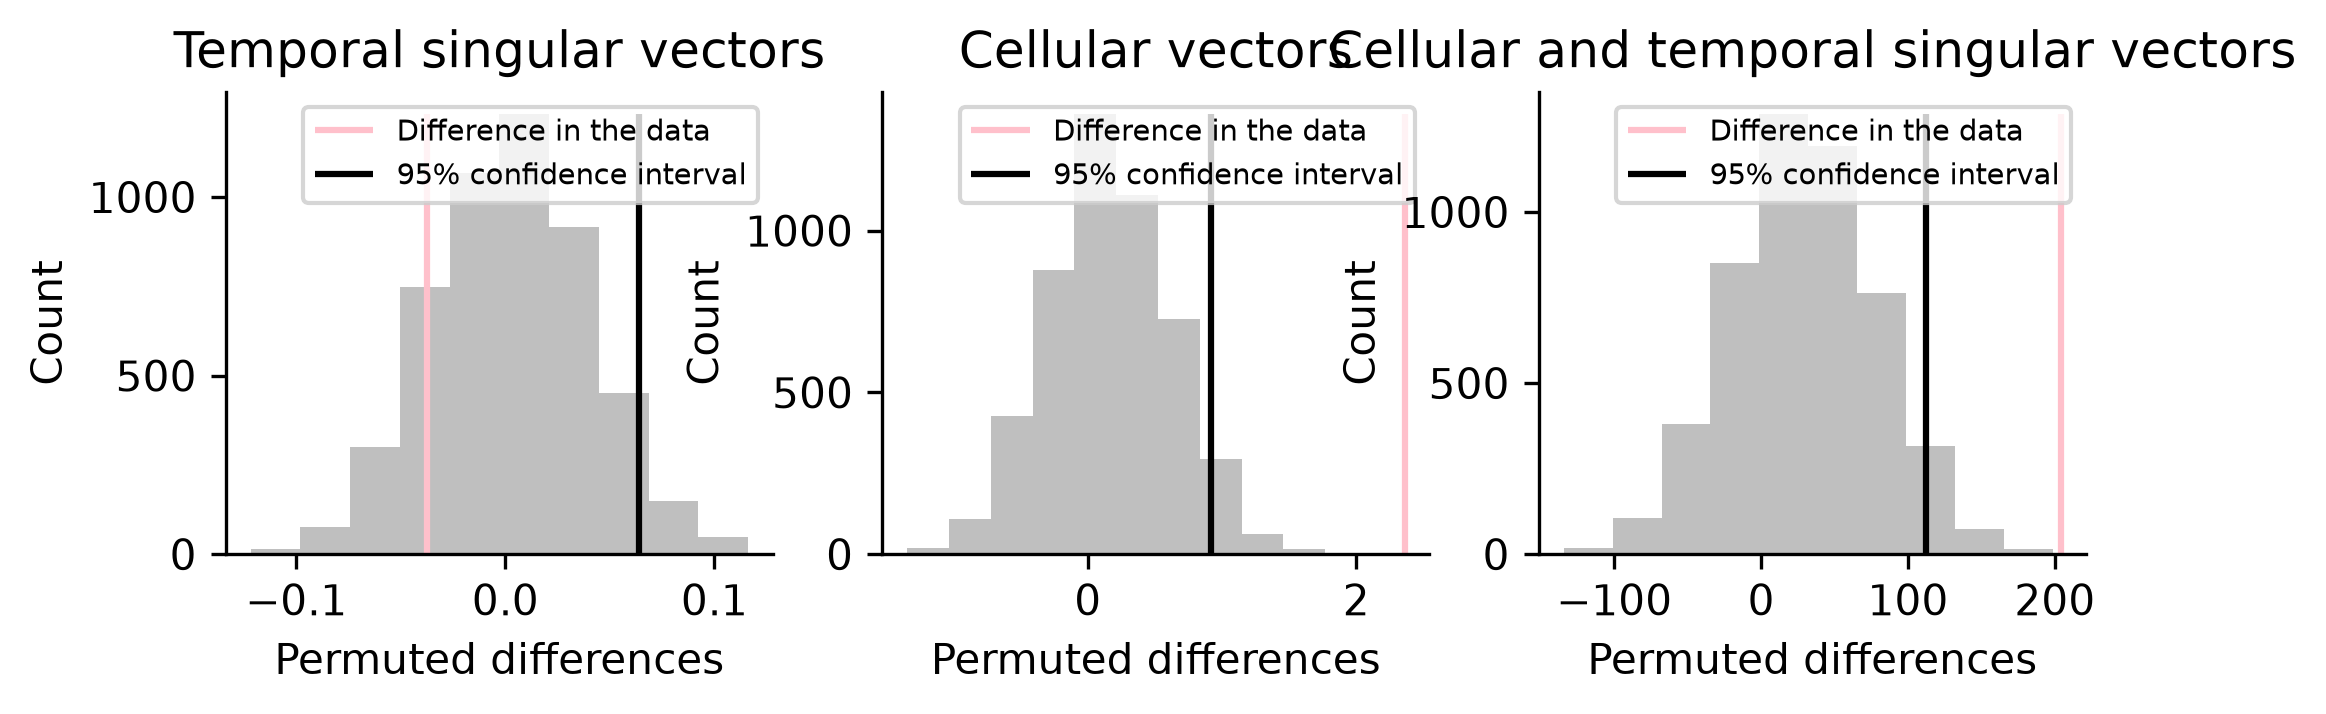 Temporal singular vectors
Difference in the data
95% confidence interval
Count
1000
500
0
−0.1
0.0
0.1
Permuted differences
Cellular vectors
Difference in the data
95% confidence interval
Count
1000
500
0
0
2
Permuted differences
Cellular and temporal singular vectors
Difference in the data
95% confidence interval
Count
1000
500
0
−100
0
100
200
Permuted differences